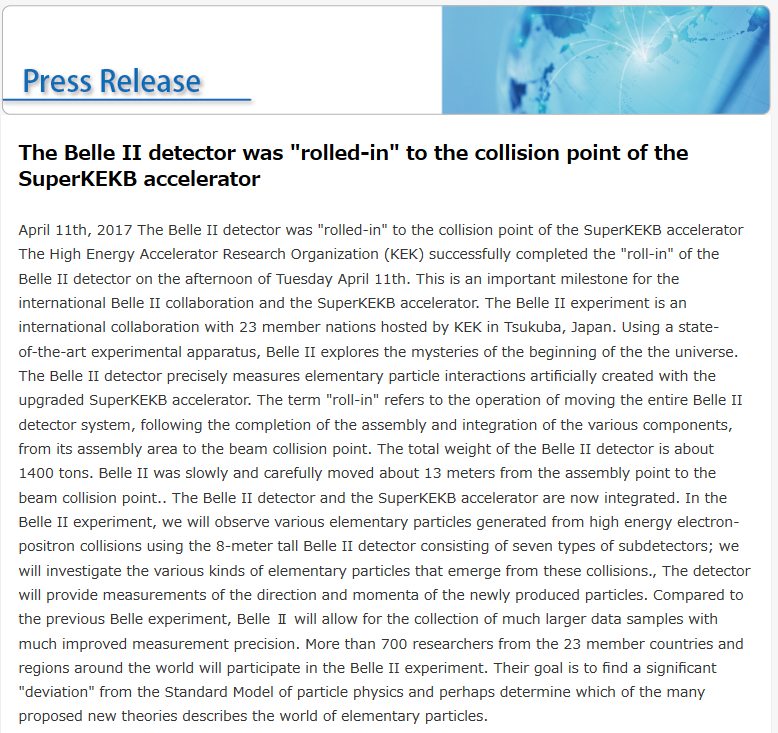 Press Release
The Belle II detector was "rolled-in" to the collision point of the
SuperKEKB accelerator
April 11th, 2017 The Belle II detector was "rolled-in" to the collision point of the SuperKEKB accelerator
The High Energy Accelerator Research Organization (KEK) successfully completed the "roll-in" of the
Belle II detector on the afternoon of Tuesday April 11th. This is an important milestone for the
international Belle II collaboration and the SuperKEKB accelerator. The Belle II experiment is an
international collaboration with 23 member nations hosted by KEK in Tsukuba, Japan. Using a state-
of-the-art experimental apparatus, Belle II explores the mysteries of the beginning of the the universe.
The Belle II detector precisely measures elementary particle interactions artificially created with the
upgraded SuperKEKB accelerator. The term "roll-in" refers to the operation of moving the entire Belle II
detector system, following the completion of the assembly and integration of the various components,
from its assembly area to the beam collision point. The total weight of the Belle II detector is about
1400 tons. Belle II was slowly and carefully moved about 13 meters from the assembly point to the
beam collision point.. The Belle II detector and the SuperKEKB accelerator are now integrated. In the
Belle II experiment, we will observe various elementary particles generated from high energy electron-
positron collisions using the 8-meter tall Belle II detector consisting of seven types of subdetectors; we
will investigate the various kinds of elementary particles that emerge from these collisions., The detector
will provide measurements of the direction and momenta of the newly produced particles. Compared to
the previous Belle experiment, Belle Ⅱ will allow for the collection of much larger data samples with
much improved measurement precision. More than 700 researchers from the 23 member countries and
regions around the world will participate in the Belle II experiment. Their goal is to find a significant
"deviation" from the Standard Model of particle physics and perhaps determine which of the many
proposed new theories describes the world of elementary particles.